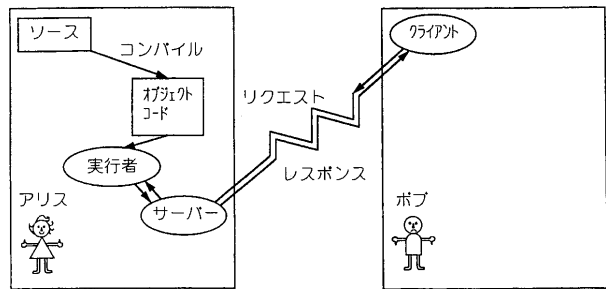 ソース
コンパイル
オブジェクト
コード
実行者
サーバー
アリス
リクエスト
レスポンス
クライアント
ボブ